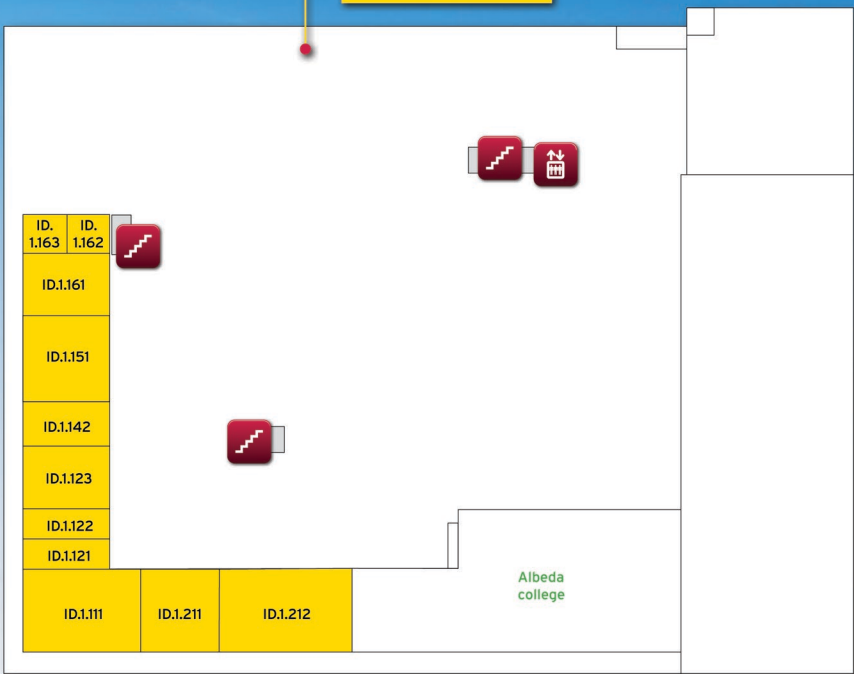 ID.
1.163
ID.
1.162
ID.1.161
ID.1.151
ID.1.142
ID.1.123
ID.1.122
ID.1.121
ID.1.111
ID.1.211
ID.1.212
Albeda
college